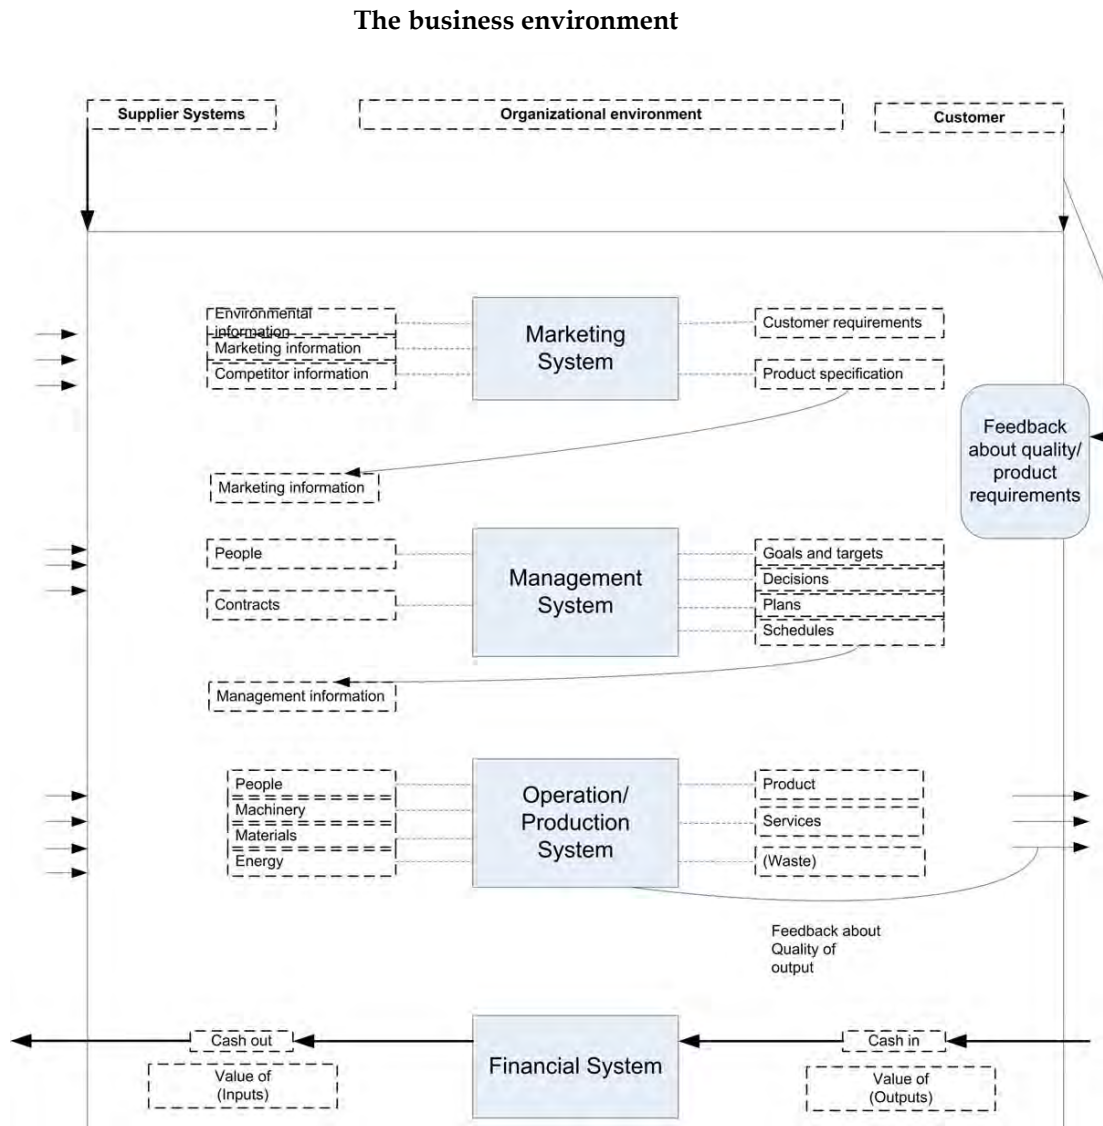 The business environment
Supplier Systems
Organizational environment
Customer
Environmental
information
Marketing information
Competitor information
Marketing
System
Customer requirements
Product specification
Feedback
about quality/
product
requirements
Marketing information
People
Contracts
Management
System
Goals and targets
Decisions
Plans
Schedules
Management information
People
Machinery
Materials
Energy
Operation/
Production
System
Product
Services
(Waste)
Feedback about
Quality of
output
Cash out
Value of
(Inputs)
Financial System
Cash in
Value of
(Outputs)